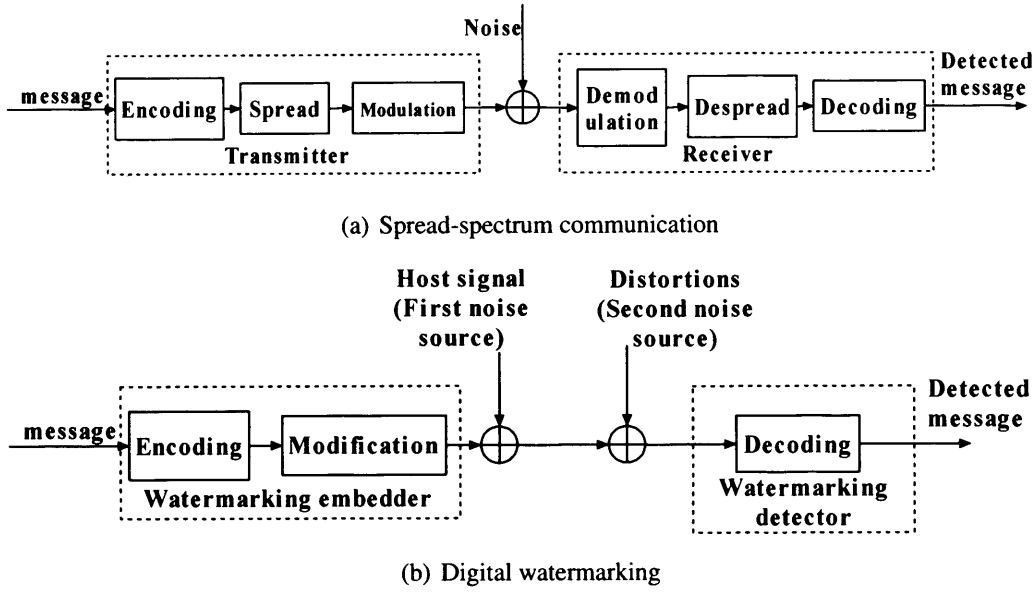 Noise
message
Encoding
Spread
Modulation
Transmitter
Demod
ulation
Despread
Decoding
Receiver
Detected
message
(a) Spread-spectrum communication
Host signal
(First noise
source)
Distortions
(Second noise
source)
message
Encoding
Modification
Watermarking embedder
Decoding
Watermarking
detector
Detected
message
(b) Digital watermarking